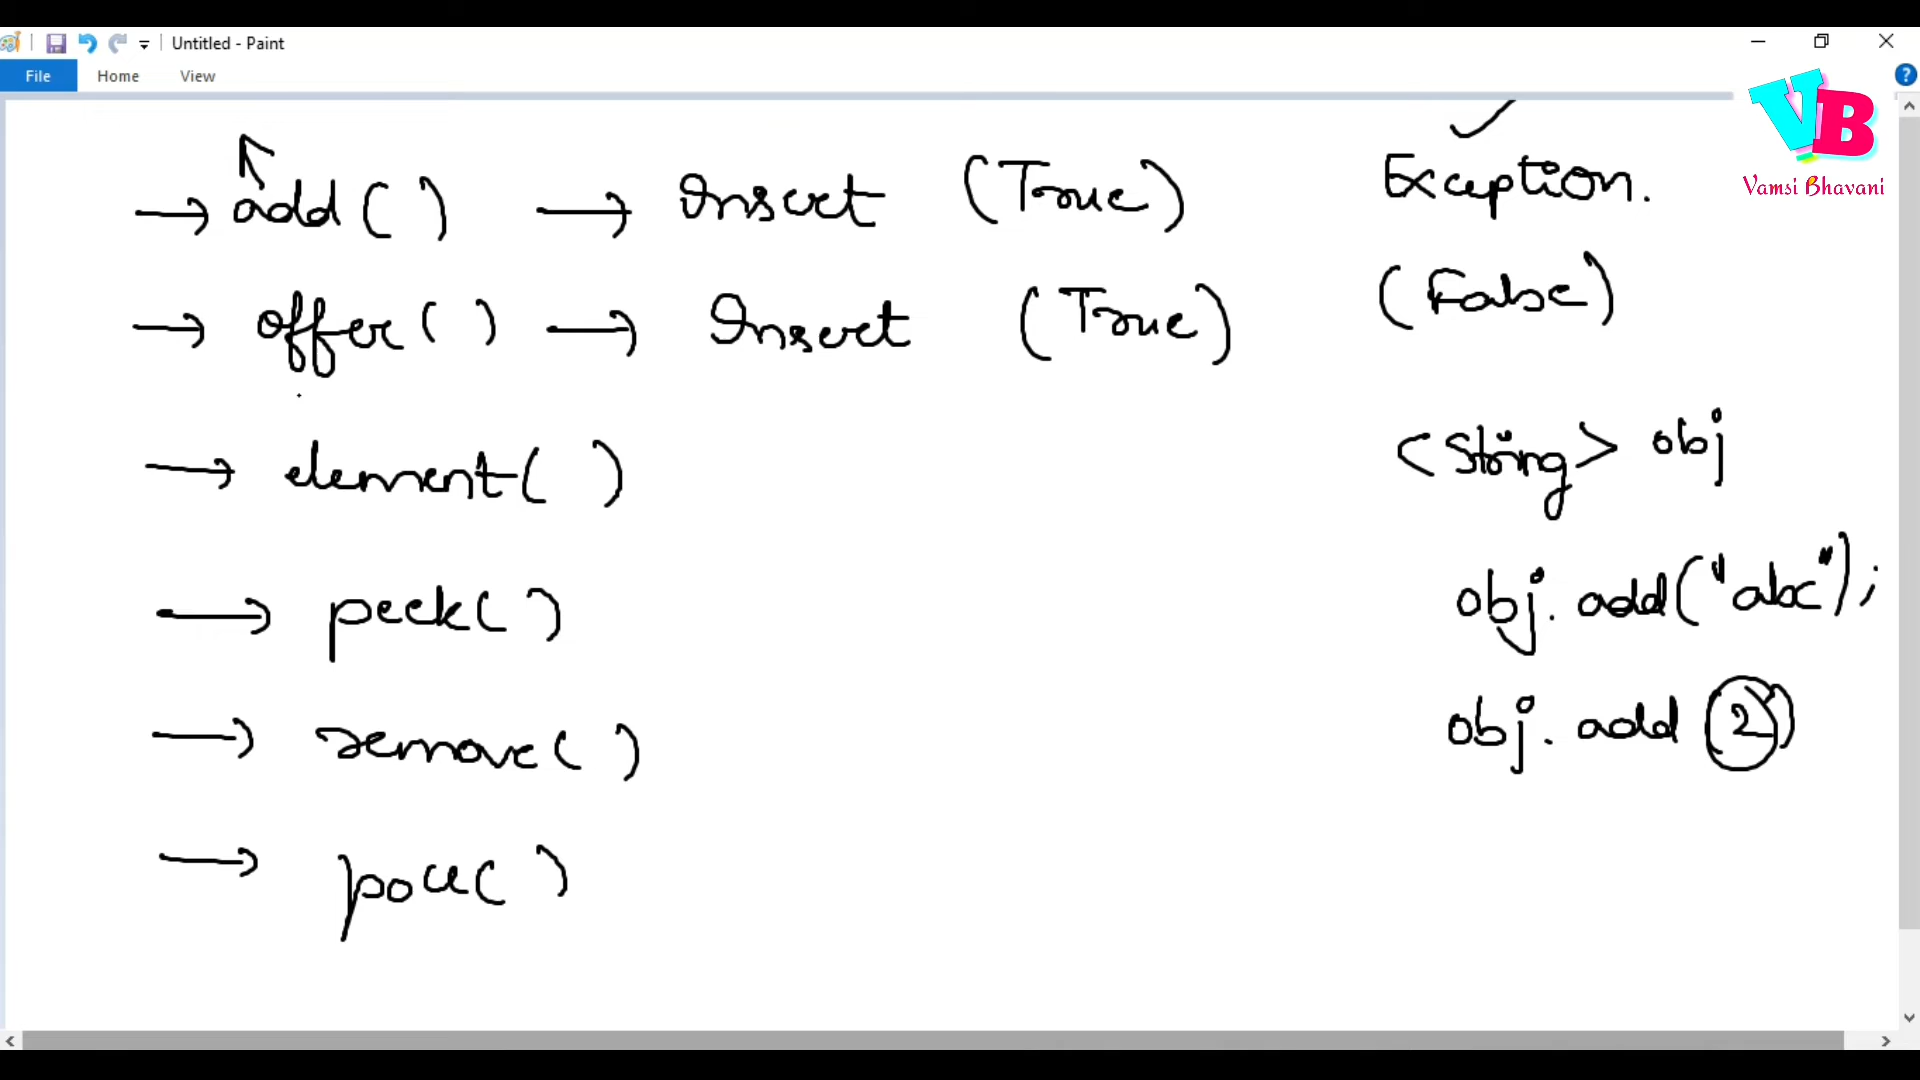 Untitled - Paint
File Home View
VB
Vamsi Bhavani
→ add( ) → Insert (True) Exception.
→ offer( ) → Insert (True) (False)
→ element( ) <String> obj
→ peek( ) obj. add("abc");
→ remove( ) obj. add (2)
→ poll( )